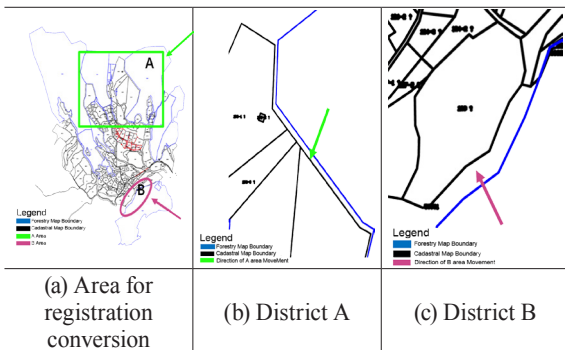 A
B
Legend
Forestry Map Boundary
Cadastral Map Boundary
A Area
B Area
(a) Area for
registration
conversion
Legend
Forestry Map Boundary
Cadastral Map Boundary
Direction of A area MoveMent
(b) District A
Legend
Forestry Map Boundary
Cadastral Map Boundary
Direction of B area Movement
(c) District B